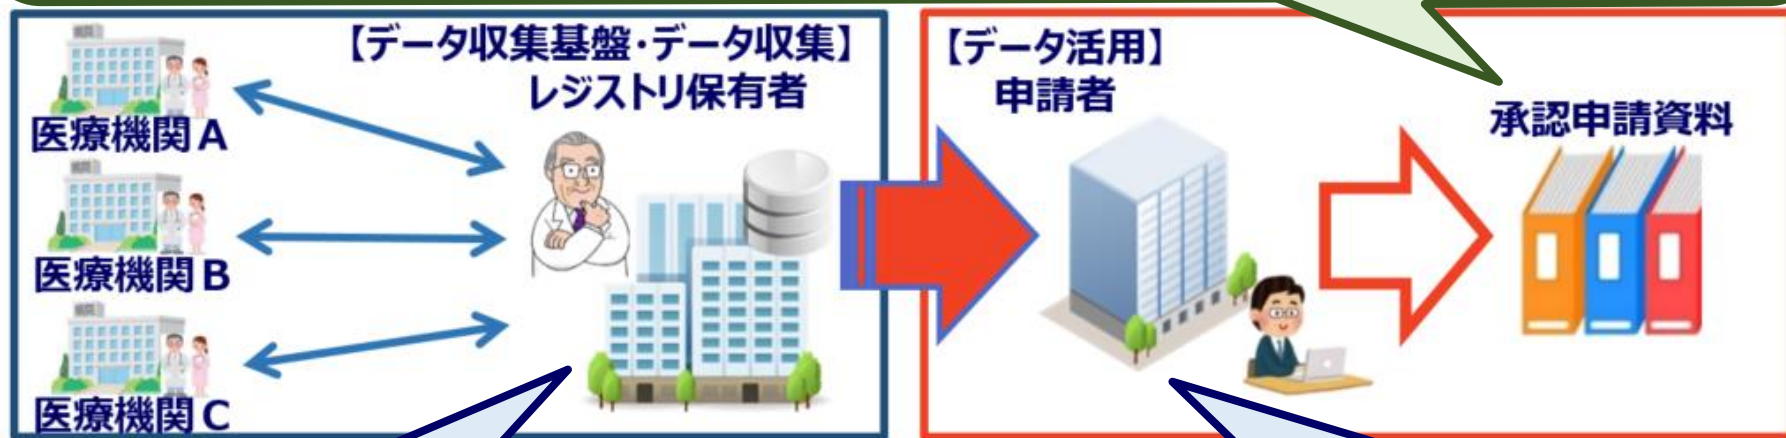 【データ収集基盤・データ収集】
レジストリ保有者
医療機関A
医療機関B
医療機関C
【データ活用】
申請者
承認申請資料